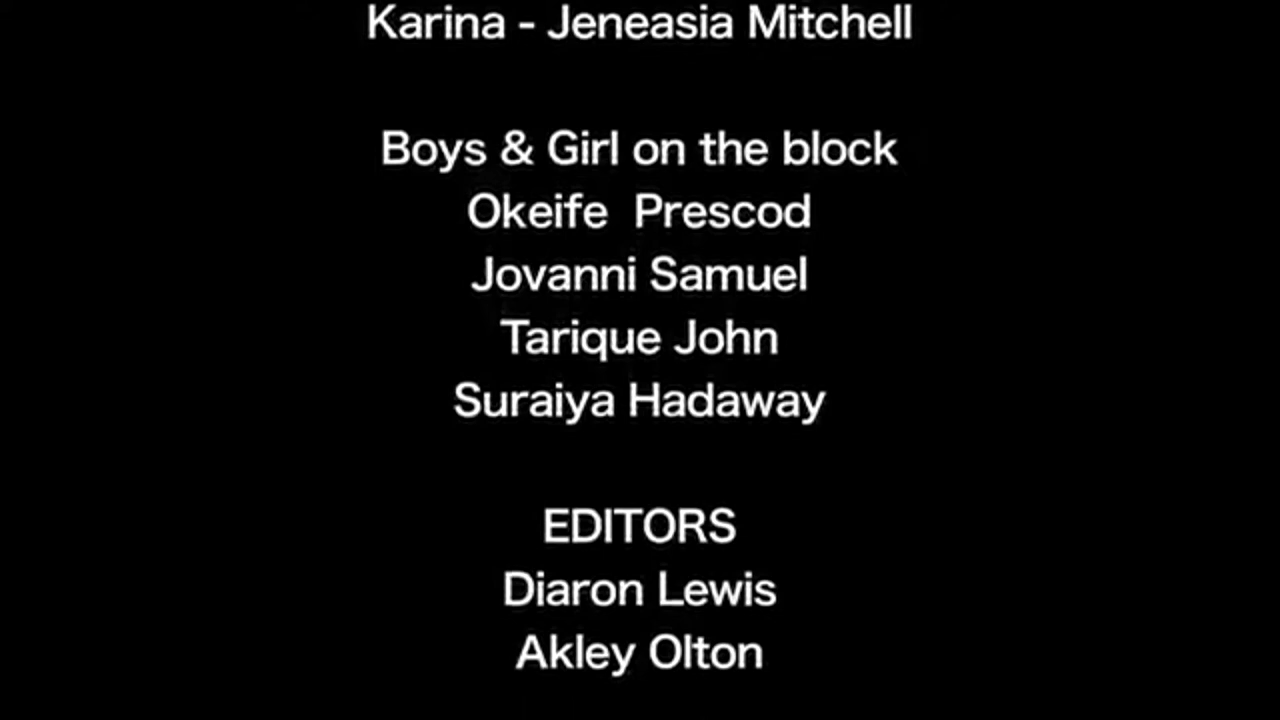 Karina - Jeneasia Mitchell
Boys & Girl on the block
Okeife  Prescod
Jovanni Samuel
Tarique John
Suraiya Hadaway
EDITORS
Diaron Lewis
Akley Olton